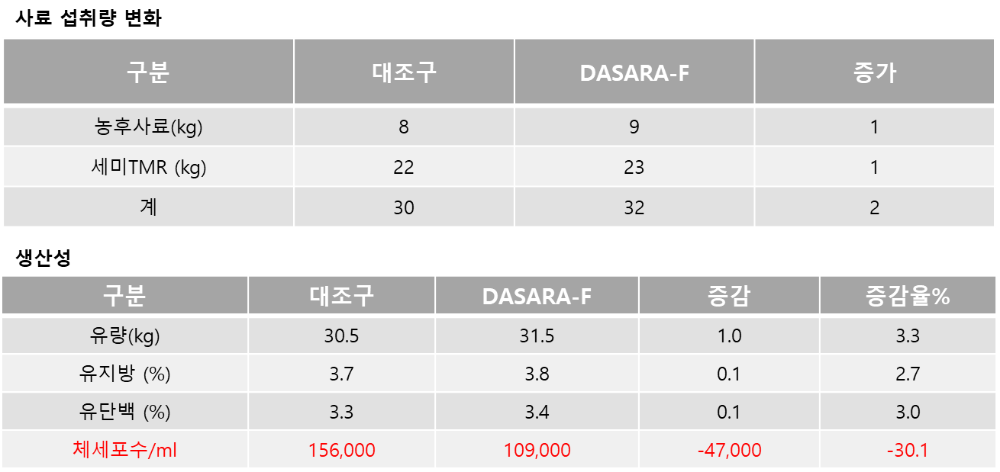 사료 섭취량 변화
구분 대조구 DASARA-F 증가
농후사료(kg) 8 9 1
세미TMR (kg) 22 23 1
계 30 32 2
생산성
구분 대조구 DASARA-F 증감 증감율%
유량(kg) 30.5 31.5 1.0 3.3
유지방 (%) 3.7 3.8 0.1 2.7
유단백 (%) 3.3 3.4 0.1 3.0
체세포수/ml 156,000 109,000 -47,000 -30.1